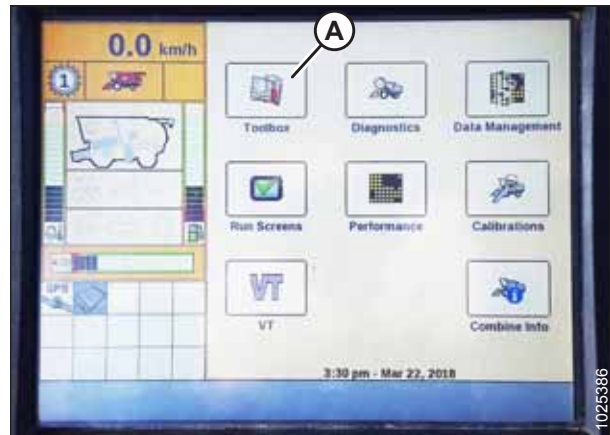 A
0.0 km/h
1
Toolbox
Diagnostics
Data Management
Run Screens
Performance
Calibrations
GPS
VT
VT
Combine Info
3:30 pm - Mar 22, 2018
1025386